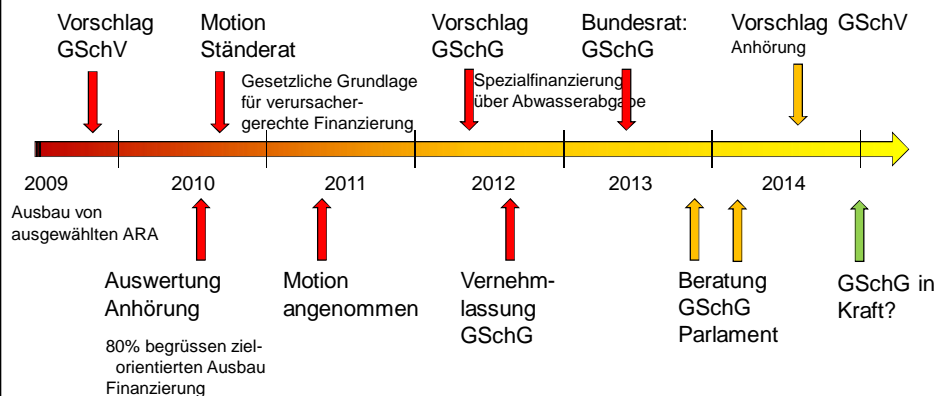 Vorschlag
GSchV
Motion
Ständerat
Gesetzliche Grundlage
für verursacher-
gerechte Finanzierung
Vorschlag
GSchG
Spezialfinanzierung
über Abwasserabgabe
Bundesrat:
GSchG
Vorschlag GSchV
Anhörung
2009
2010
2011
2012
2013
2014
Ausbau von
ausgewählten ARA
Auswertung
Anhörung
80% begrüssen ziel-
orientierten Ausbau
Finanzierung
Motion
angenommen
Vernehm-
lassung
GSchG
Beratung
GSchG
Parlament
GSchG in
Kraft?